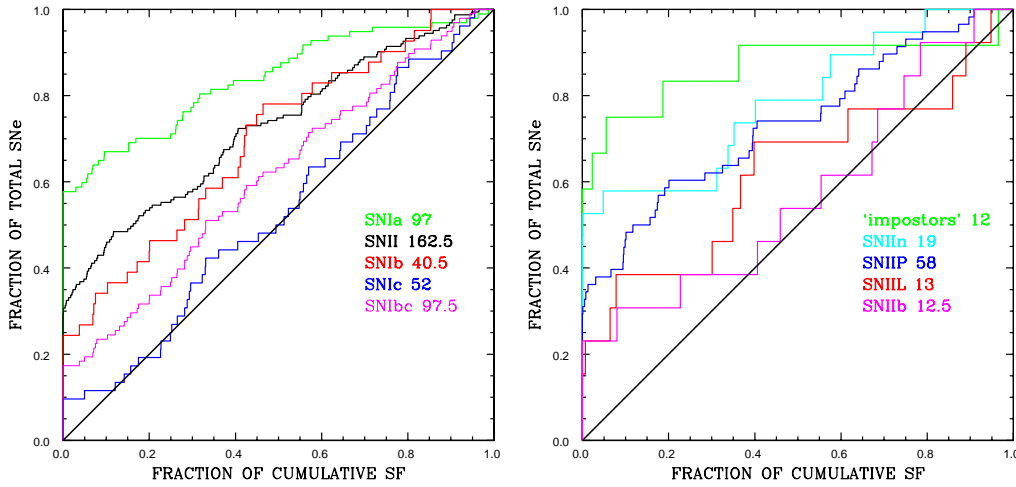 1.0
0.8
0.6
0.4
0.2
0.0
FRACTION OF TOTAL SNe
SNIa 97
SNII 162.5
SNIb 40.5
SNIc 52
SNIbc 97.5
0.0 0.2 0.4 0.6 0.8 1.0
FRACTION OF CUMULATIVE SF
1.0
0.8
0.6
0.4
0.2
0.0
FRACTION OF TOTAL SNe
'impostors' 12
SNIIn 19
SNIIP 58
SNIIL 13
SNIIb 12.5
0.0 0.2 0.4 0.6 0.8 1.0
FRACTION OF CUMULATIVE SF